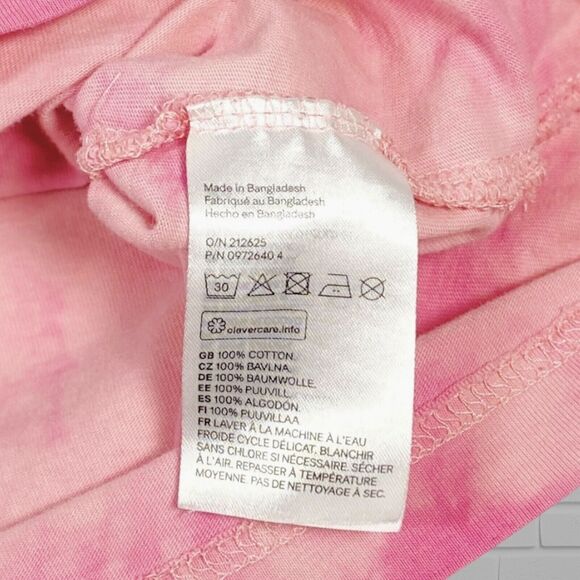 Made in Bangladesh
Fabriqué au Bangladesh
Hecho en Bangladesh
O/N 212625
P/N 0972640 4
30
clevercare.info
GB 100% COTTON.
CZ 100% BAVLNA.
DE 100% BAUMWOLLE.
EE 100% PUUVILL.
ES 100% ALGODÓN.
FI 100% PUUVILLAA
FR LAVER À LA MACHINE À L'EAU
FROIDE CYCLE DÉLICAT. BLANCHIR
SANS CHLORE SI NÉCESSAIRE. SÉCHER
À L'AIR. REPASSER À TEMPÉRATURE
MOYENNE. PAS DE NETTOYAGE À SEC.